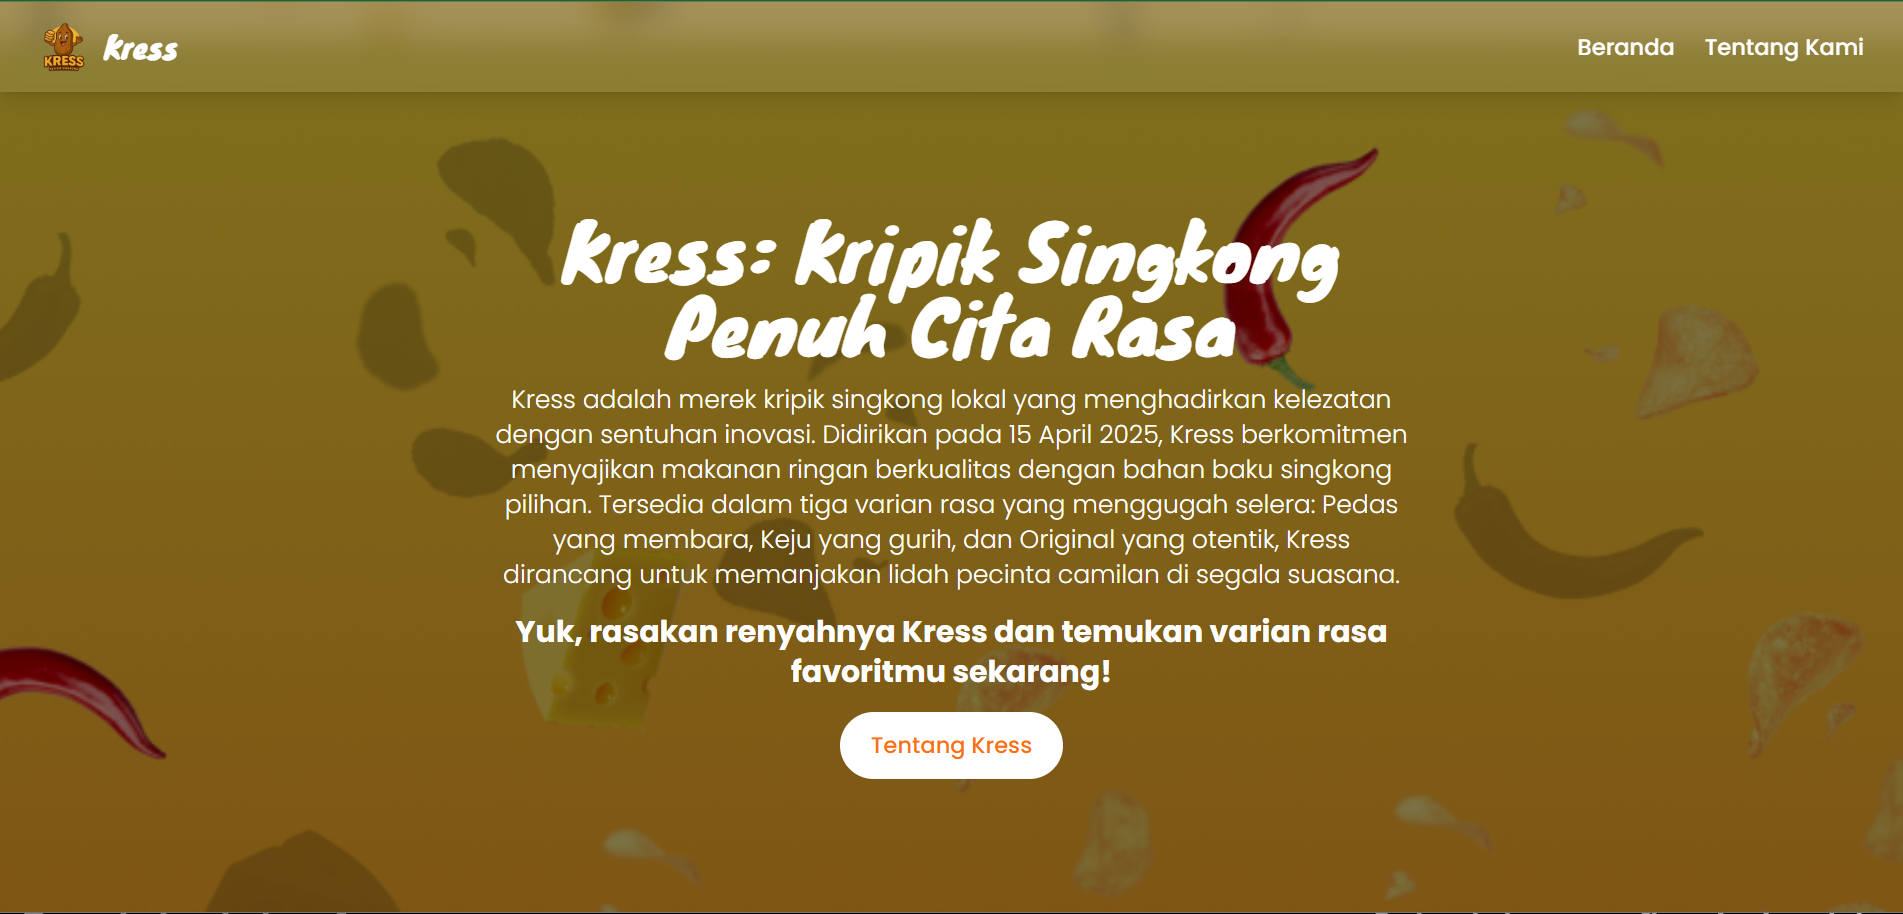 KRESS
Kress
Beranda
Tentang Kami
Kress: Kripik Singkong
Penuh Cita Rasa
Kress adalah merek kripik singkong lokal yang menghadirkan kelezatan
dengan sentuhan inovasi. Didirikan pada 15 April 2025, Kress berkomitmen
menyajikan makanan ringan berkualitas dengan bahan baku singkong
pilihan. Tersedia dalam tiga varian rasa yang menggugah selera: Pedas
yang membara, Keju yang gurih, dan Original yang otentik, Kress
dirancang untuk memanjakan lidah pecinta camilan di segala suasana.
Yuk, rasakan renyahnya Kress dan temukan varian rasa
favoritmu sekarang!
Tentang Kress